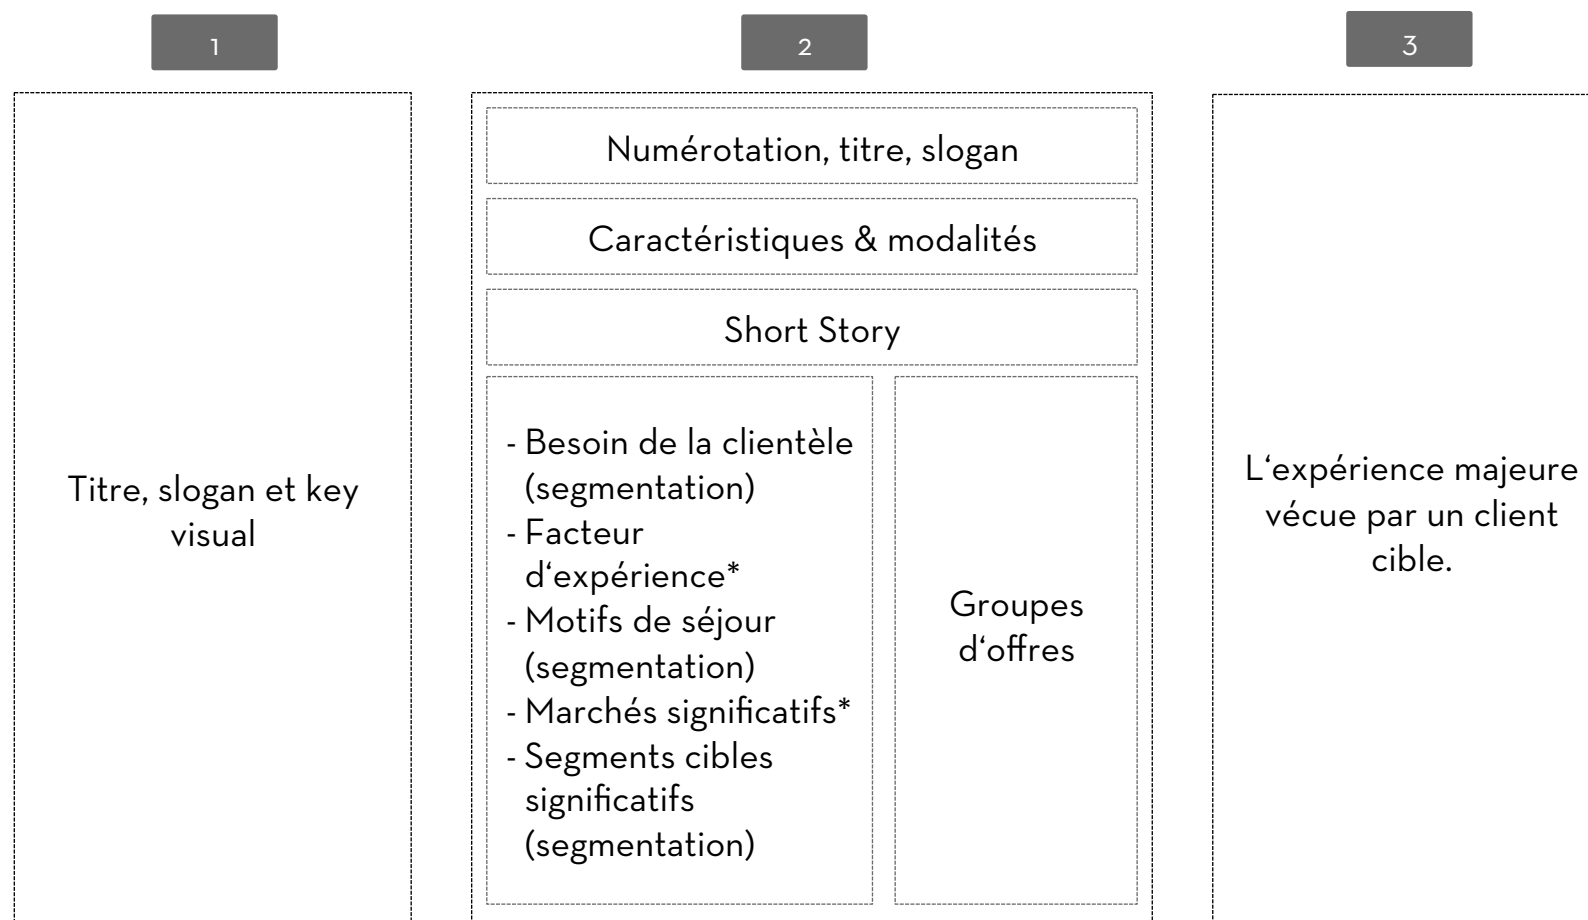 1
2
3
Titre, slogan et key
visual
Numérotation, titre, slogan
Caractéristiques & modalités
Short Story
- Besoin de la clientèle
(segmentation)
- Facteur
d‘expérience*
- Motifs de séjour
(segmentation)
- Marchés significatifs*
- Segments cibles
significatifs
(segmentation)
Groupes
d‘offres
L‘expérience majeure
vécue par un client
cible.